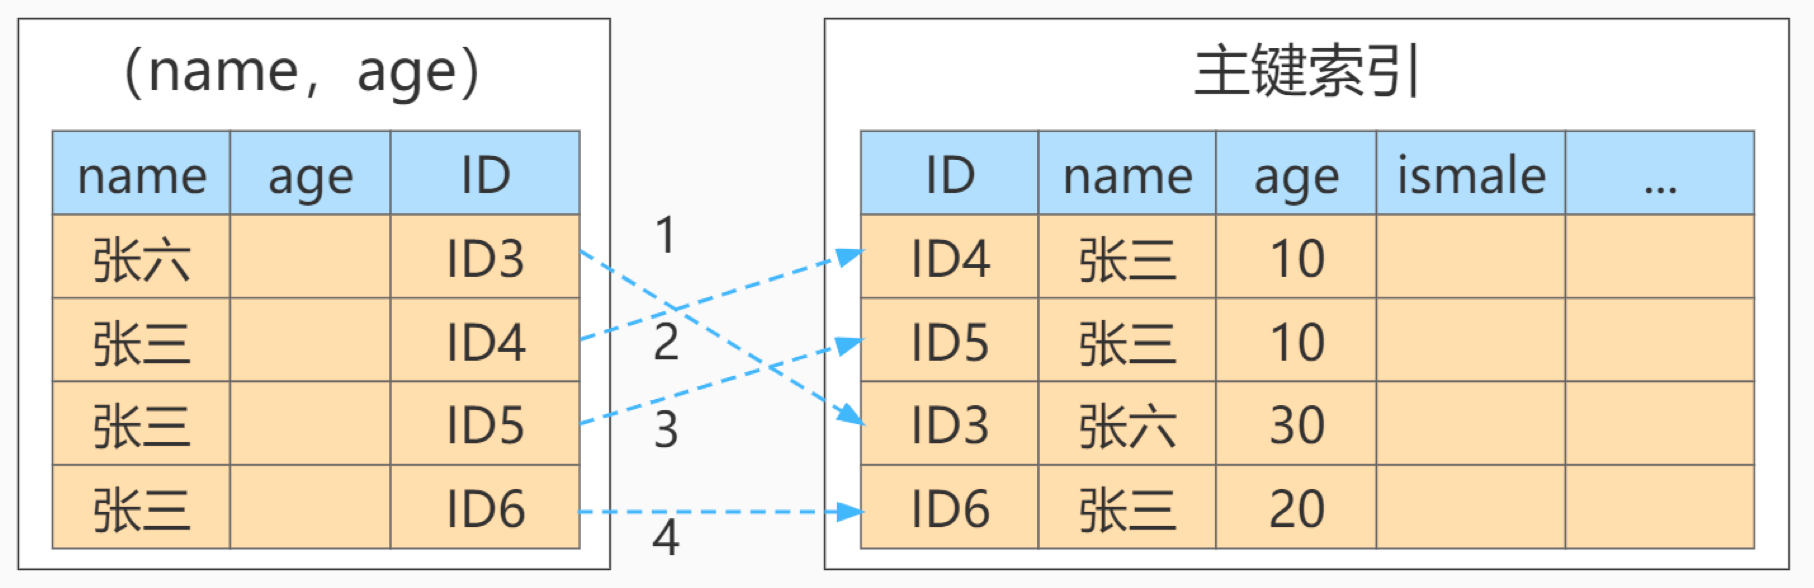 (name, age)
name age ID
张六 ID3
张三 ID4
张三 ID5
张三 ID6
1
2
3
4
主键索引
ID name age ismale ...
ID4 张三 10
ID5 张三 10
ID3 张六 30
ID6 张三 20